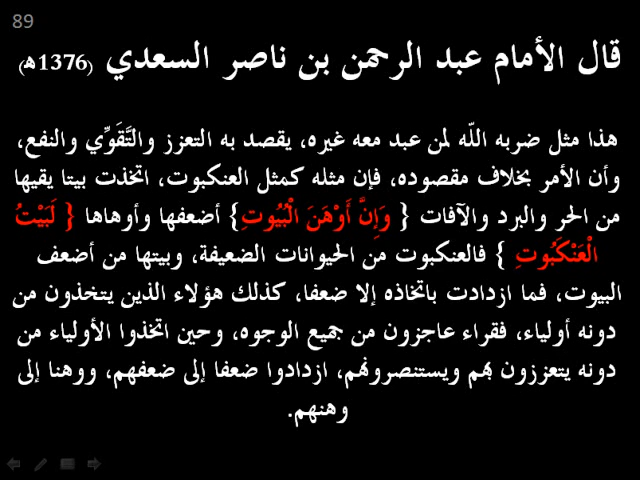 89
قال الأمام عبد الرحمن بن ناصر السعدي (1376هـ)
هذا مثل ضربه الله لمن عبد معه غيره، يقصد به التعزز والتَّقَوِّي والنفع،
وأن الأمر بخلاف مقصوده، فإن مثله كمثل العنكبوت، اتخذت بيتا يقيها
من الحر والبرد والآفات { وَإِنَّ أَوْهَنَ الْبُيُوتِ} أضعفها وأوهاها { لَبَيْتُ
الْعَنْكَبُوتِ } فالعنكبوت من الحيوانات الضعيفة، وبيتها من أضعف
البيوت، فما ازدادت باتخاذه إلا ضعفا، كذلك هؤلاء الذين يتخذون من
دونه أولياء، فقراء عاجزون من جميع الوجوه، وحين اتخذوا الأولياء من
دونه يتعززون بهم ويستنصرونهم، ازدادوا ضعفا إلى ضعفهم، ووهنا إلى
وهنهم.